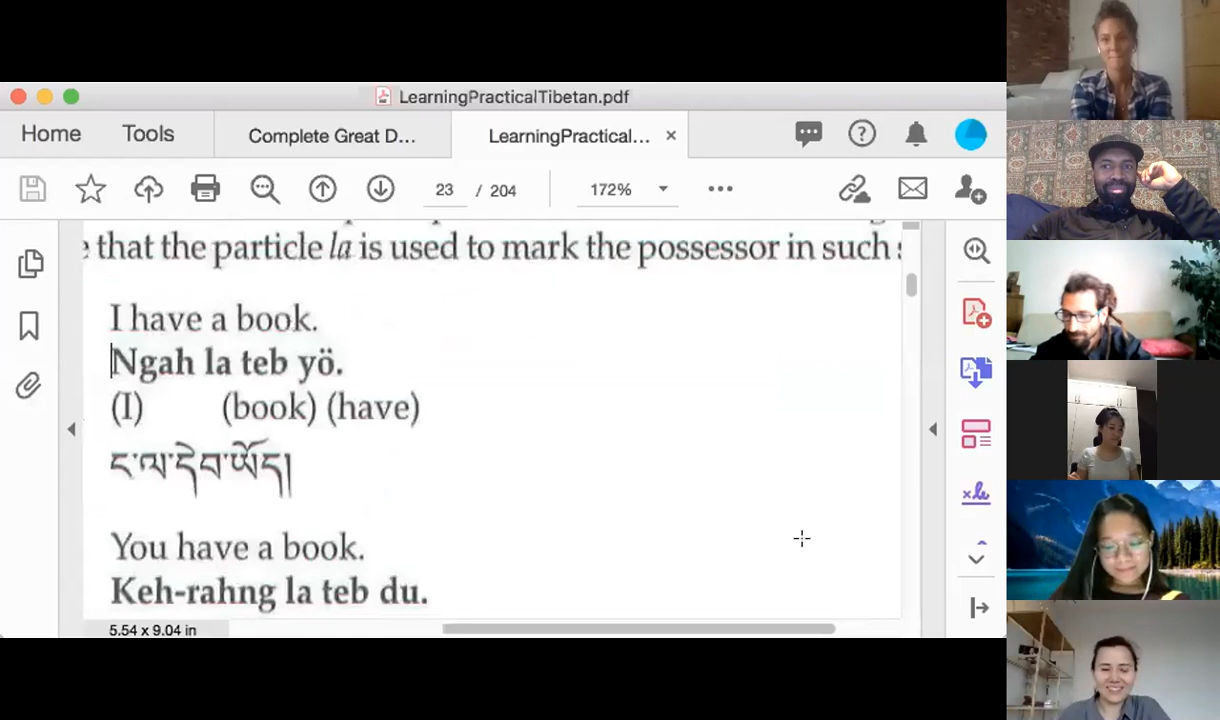 LearningPracticalTibetan.pdf
Home Tools Complete Great D... LearningPractical... ×
23 / 204 172%
that the particle la is used to mark the possessor in such
I have a book.
Ngah la teb yö.
(I) (book) (have)
ང་ལ་དེབ་ཡོད།
You have a book.
Keh-rahng la teb du.
5.54 x 9.04 in